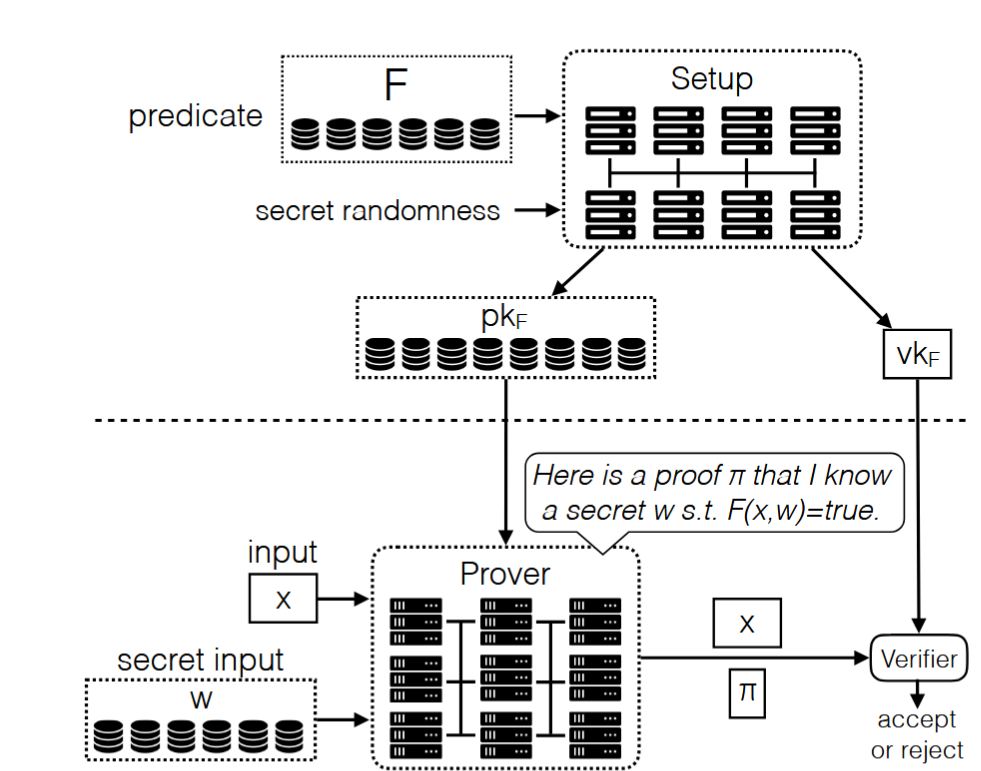 F
Setup
predicate
secret randomness
pkF
vkF
Here is a proof π that I know
a secret w s.t. F(x,w)=true.
input
x
Prover
secret input
w
x
π
Verifier
accept
or reject